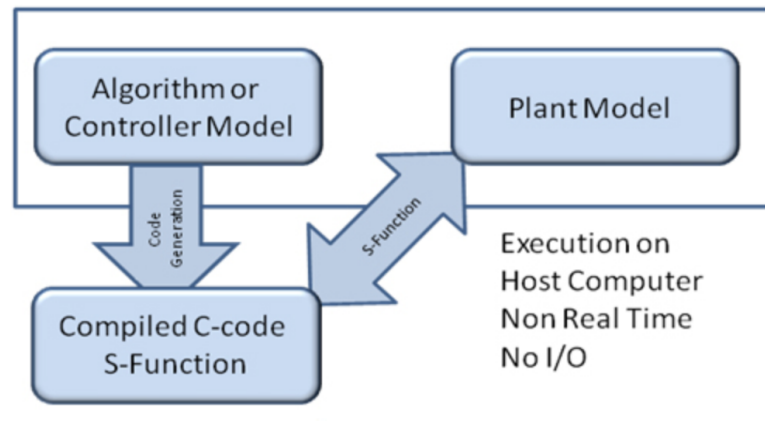 Algorithm or
Controller Model
Plant Model
Code
Generation
S-Function
Execution on
Host Computer
Non Real Time
No I/O
Compiled C-code
S-Function